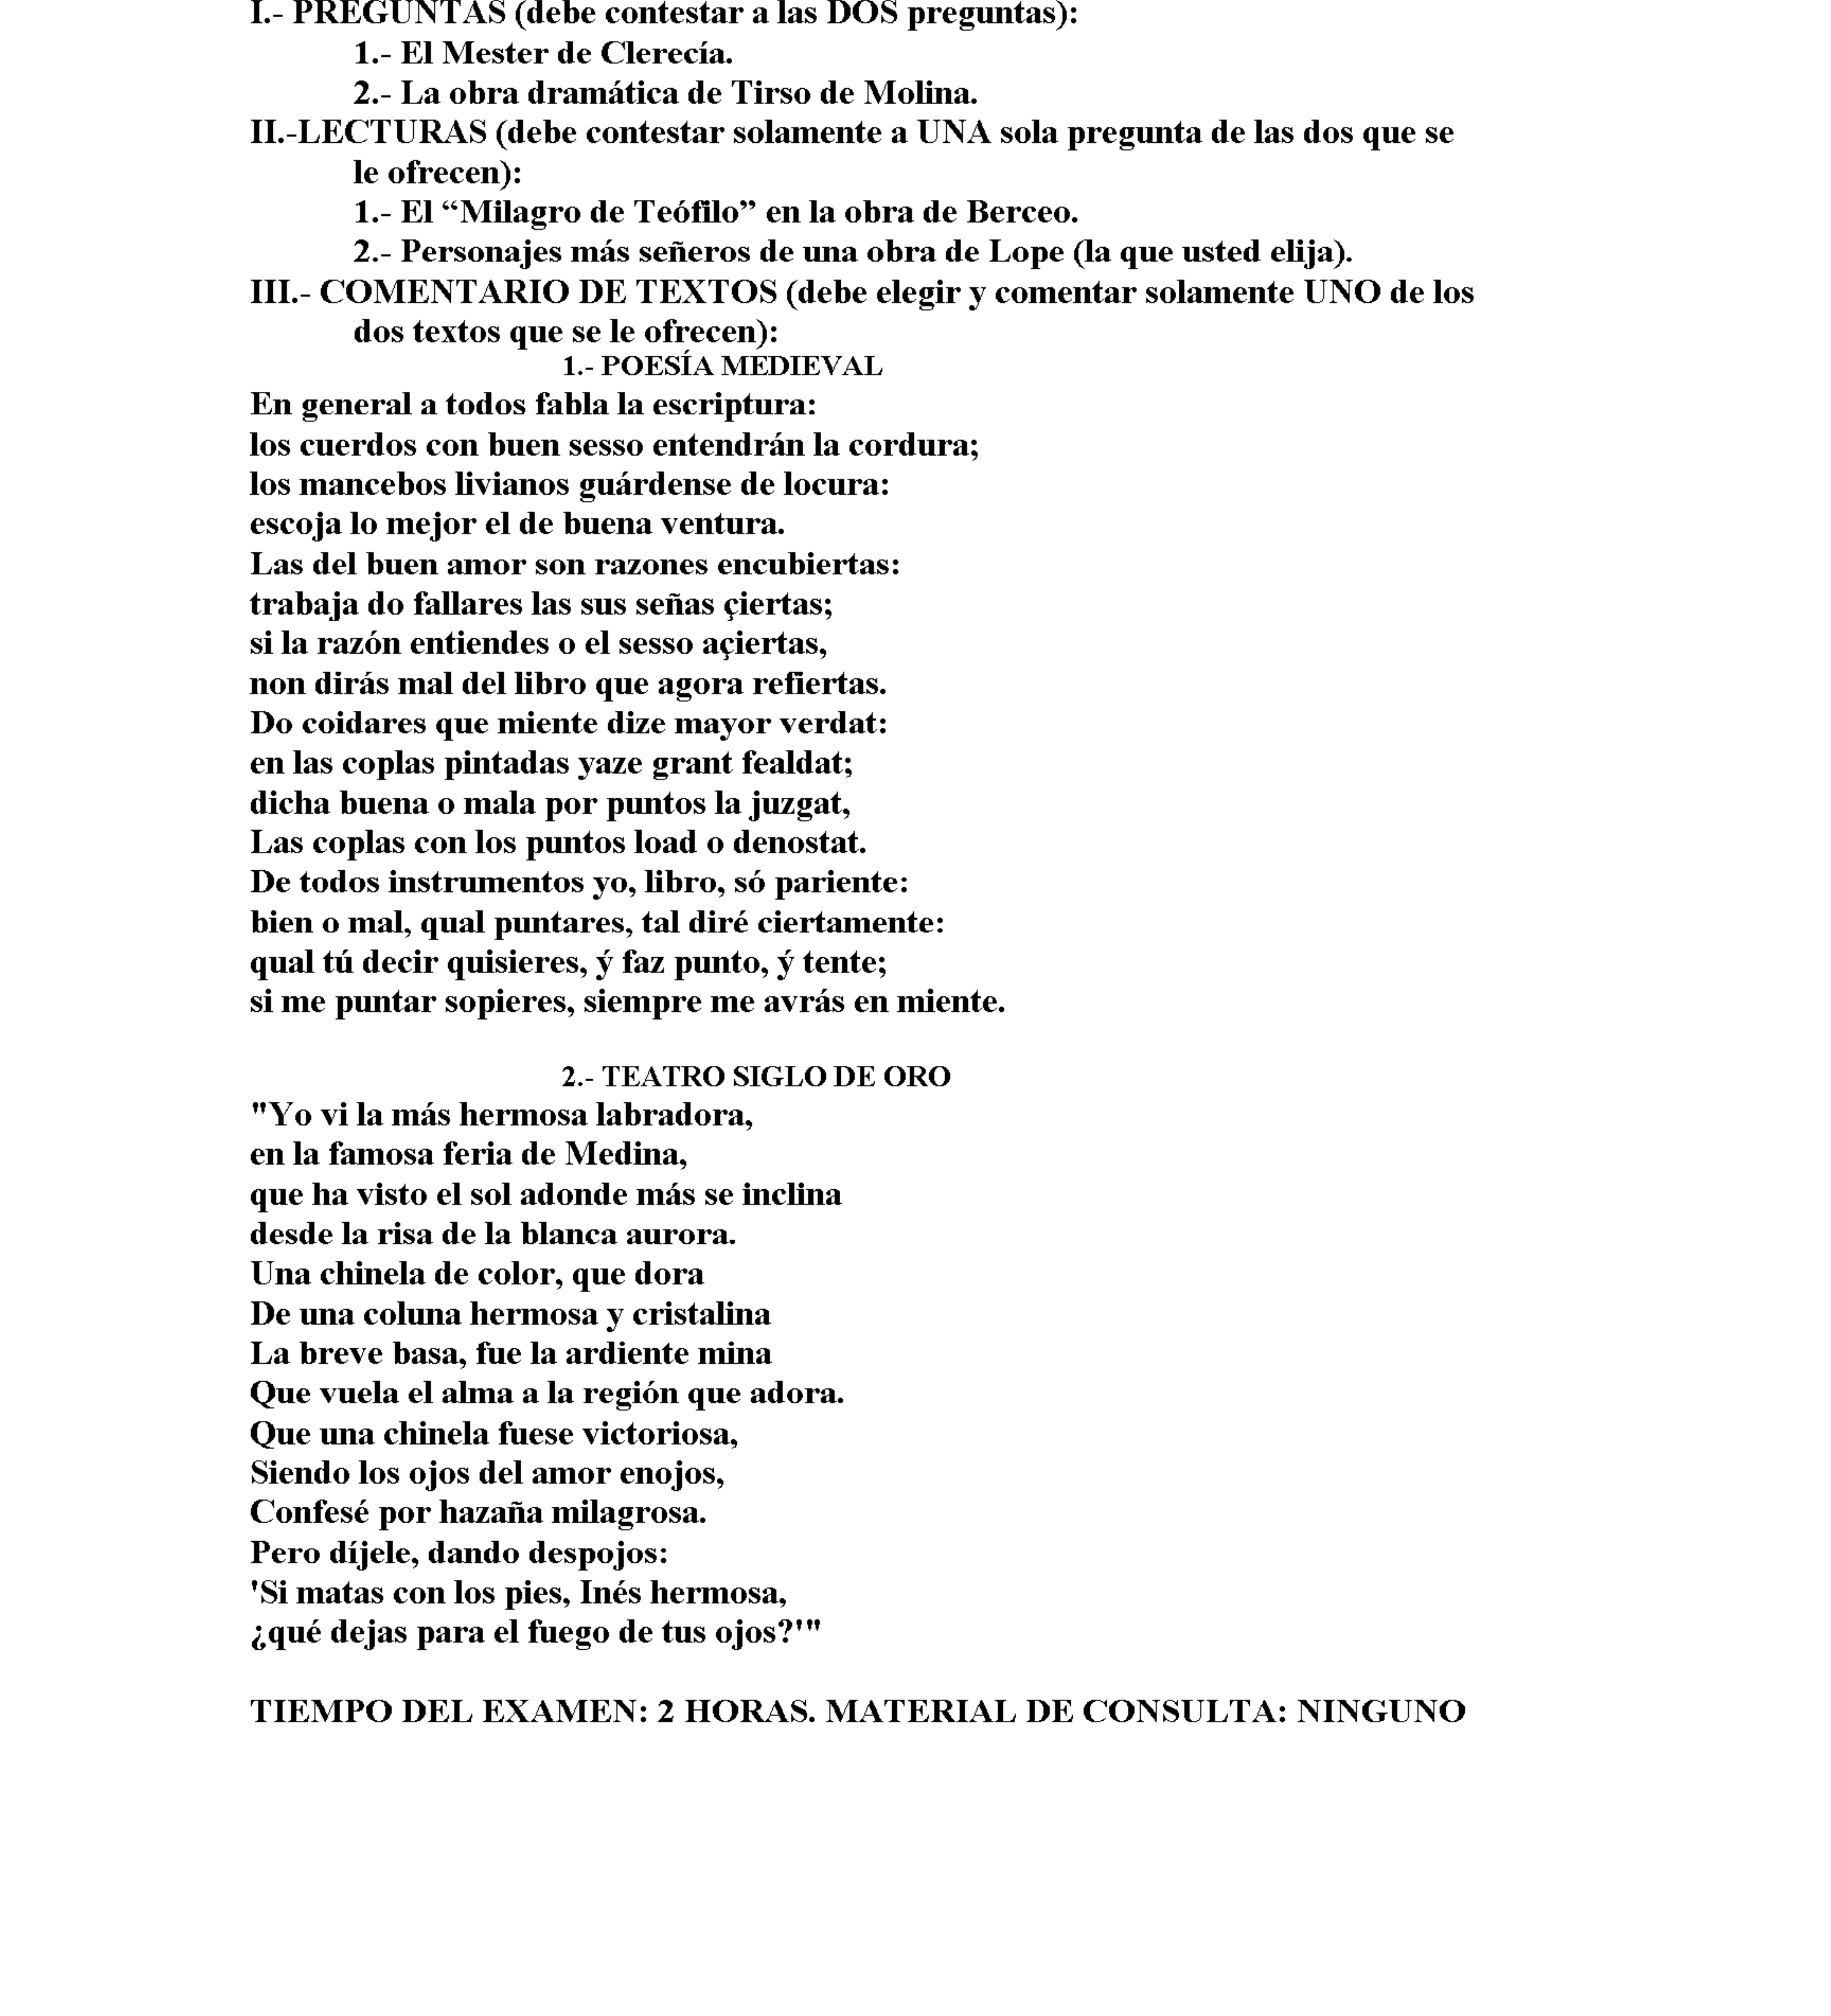 I.- PREGUNTAS (debe contestar a las DOS preguntas):
1.- El Mester de Clerecía.
2.- La obra dramática de Tirso de Molina.
II.-LECTURAS (debe contestar solamente a UNA sola pregunta de las dos que se
le ofrecen):
1.- El “Milagro de Teófilo” en la obra de Berceo.
2.- Personajes más señeros de una obra de Lope (la que usted elija).
III.- COMENTARIO DE TEXTOS (debe elegir y comentar solamente UNO de los
dos textos que se le ofrecen):
1.- POESÍA MEDIEVAL
En general a todos fabla la escriptura:
los cuerdos con buen sesso entendrán la cordura;
los mancebos livianos guárdense de locura:
escoja lo mejor el de buena ventura.
Las del buen amor son razones encubiertas:
trabaja do fallares las sus señas çiertas;
si la razón entiendes o el sesso açiertas,
non dirás mal del libro que agora refiertas.
Do coidares que miente dize mayor verdat:
en las coplas pintadas yaze grant fealdat;
dicha buena o mala por puntos la juzgat,
Las coplas con los puntos load o denostat.
De todos instrumentos yo, libro, só pariente:
bien o mal, qual puntares, tal diré ciertamente:
qual tú decir quisieres, ý faz punto, ý tente;
si me puntar sopieres, siempre me avrás en miente.
2.- TEATRO SIGLO DE ORO
"Yo vi la más hermosa labradora,
en la famosa feria de Medina,
que ha visto el sol adonde más se inclina
desde la risa de la blanca aurora.
Una chinela de color, que dora
De una coluna hermosa y cristalina
La breve basa, fue la ardiente mina
Que vuela el alma a la región que adora.
Que una chinela fuese victoriosa,
Siendo los ojos del amor enojos,
Confesé por hazaña milagrosa.
Pero díjele, dando despojos:
'Si matas con los pies, Inés hermosa,
¿qué dejas para el fuego de tus ojos?'"
TIEMPO DEL EXAMEN: 2 HORAS. MATERIAL DE CONSULTA: NINGUNO